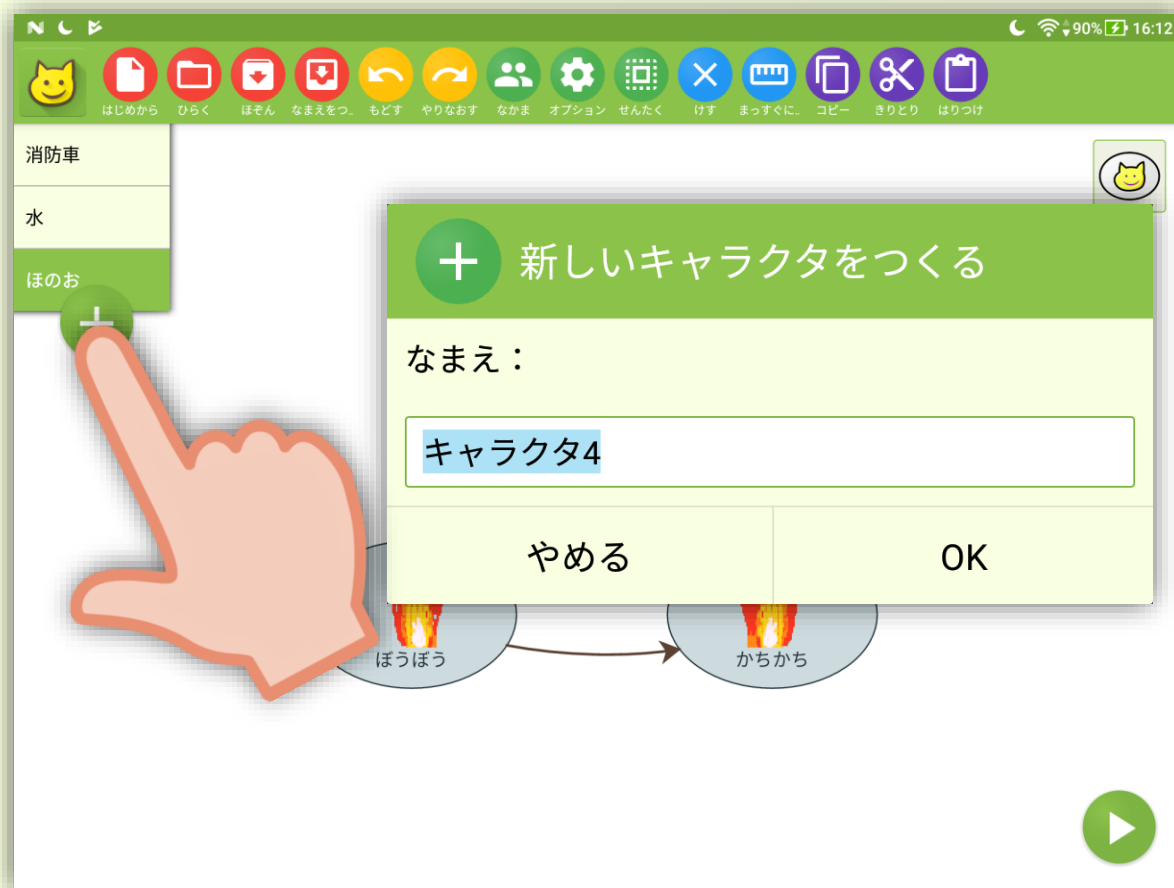 90% 16:12
はじめから ひらく ほぞん なまえをつ... もどす やりなおす なかま オプション せんたく けす まっすぐに... コピー きりとり はりつけ
消防車
水
ほのお
新しいキャラクタをつくる
なまえ：
キャラクタ4
やめる OK
ぼうぼう かちかち